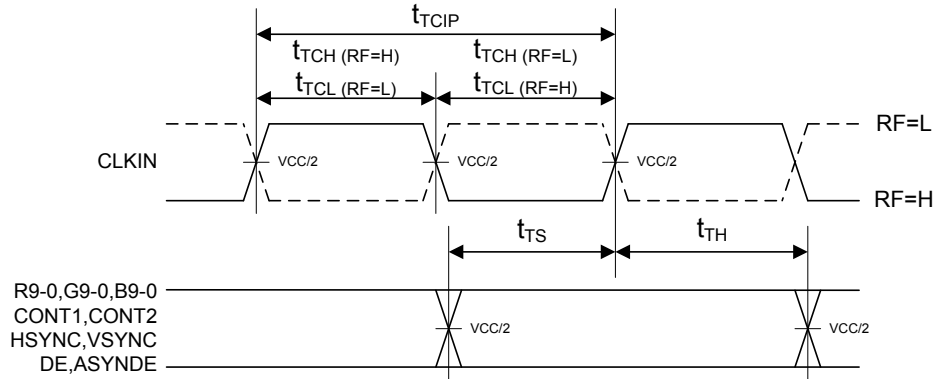 tTCIP
tTCH (RF=H) tTCH (RF=L)
tTCL (RF=L) tTCL (RF=H)
RF=L
CLKIN VCC/2 VCC/2 VCC/2
RF=H
tTS tTH
R9-0,G9-0,B9-0
CONT1,CONT2
VCC/2 VCC/2
HSYNC,VSYNC
DE,ASYNDE